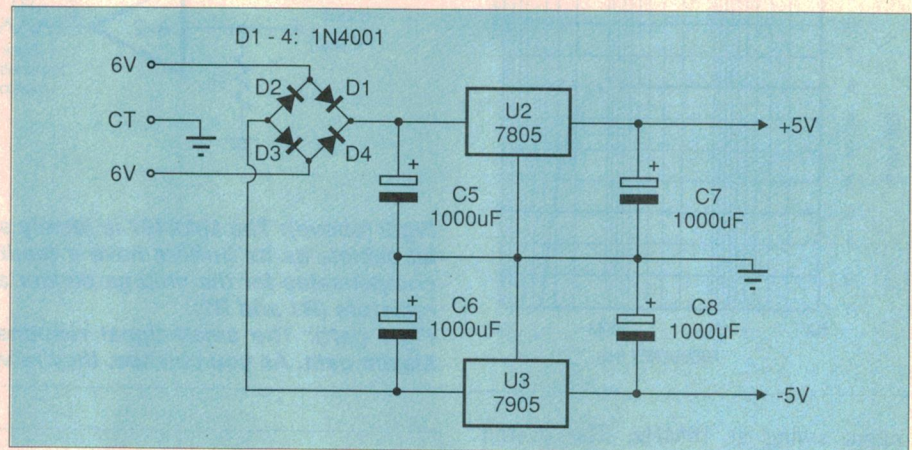 D1 - 4: 1N4001
6V
CT
6V
D2
D1
D3
D4
U2
7805
+5V
+
C5
1000uF
+
C7
1000uF
+
C6
1000uF
+
C8
1000uF
U3
7905
-5V